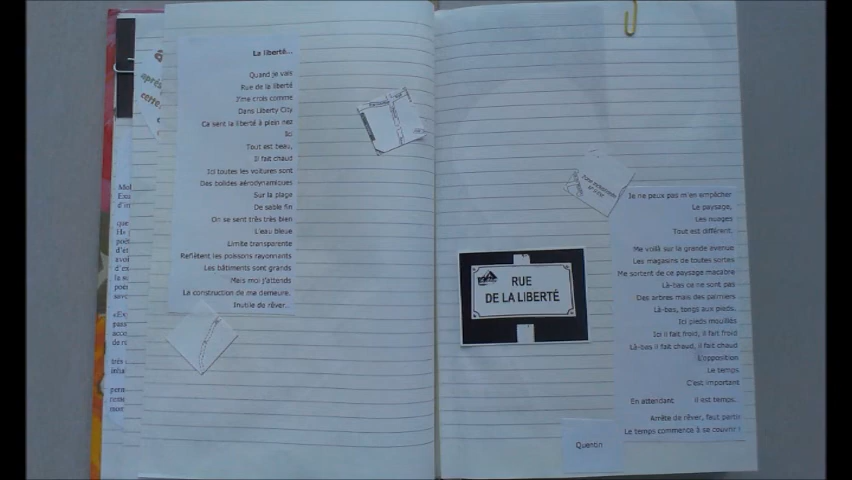 La liberté...
Quand je vais
Rue de la liberté
J'me crois comme
Dans Liberty City
Ca sent la liberté à plein nez
Ici
Tout est beau,
Il fait chaud
Ici toutes les voitures sont
Des bolides aérodynamiques
Sur la plage
De sable fin
On se sent très très bien
L'eau bleue
Limite transparente
Reflètent les poissons rayonnants
Les bâtiments sont grands
Mais moi j'attends
La construction de ma demeure.
Inutile de rêver...
RUE
DE LA LIBERTÉ
Je ne peux pas m'en empêcher
Le paysage,
Les nuages
Tout est différent.
Me voilà sur la grande avenue
Les magasins de toutes sortes
Me sortent de ce paysage macabre
Là-bas ce ne sont pas
Des arbres mais des palmiers
Là-bas, tongs aux pieds,
Ici pieds mouillés
Ici il fait froid, il fait froid
Là-bas il fait chaud, il fait chaud
L'opposition
Le temps
C'est important
En attendant il est temps.
Arrête de rêver, faut partir
Le temps commence à se couvrir !
Quentin